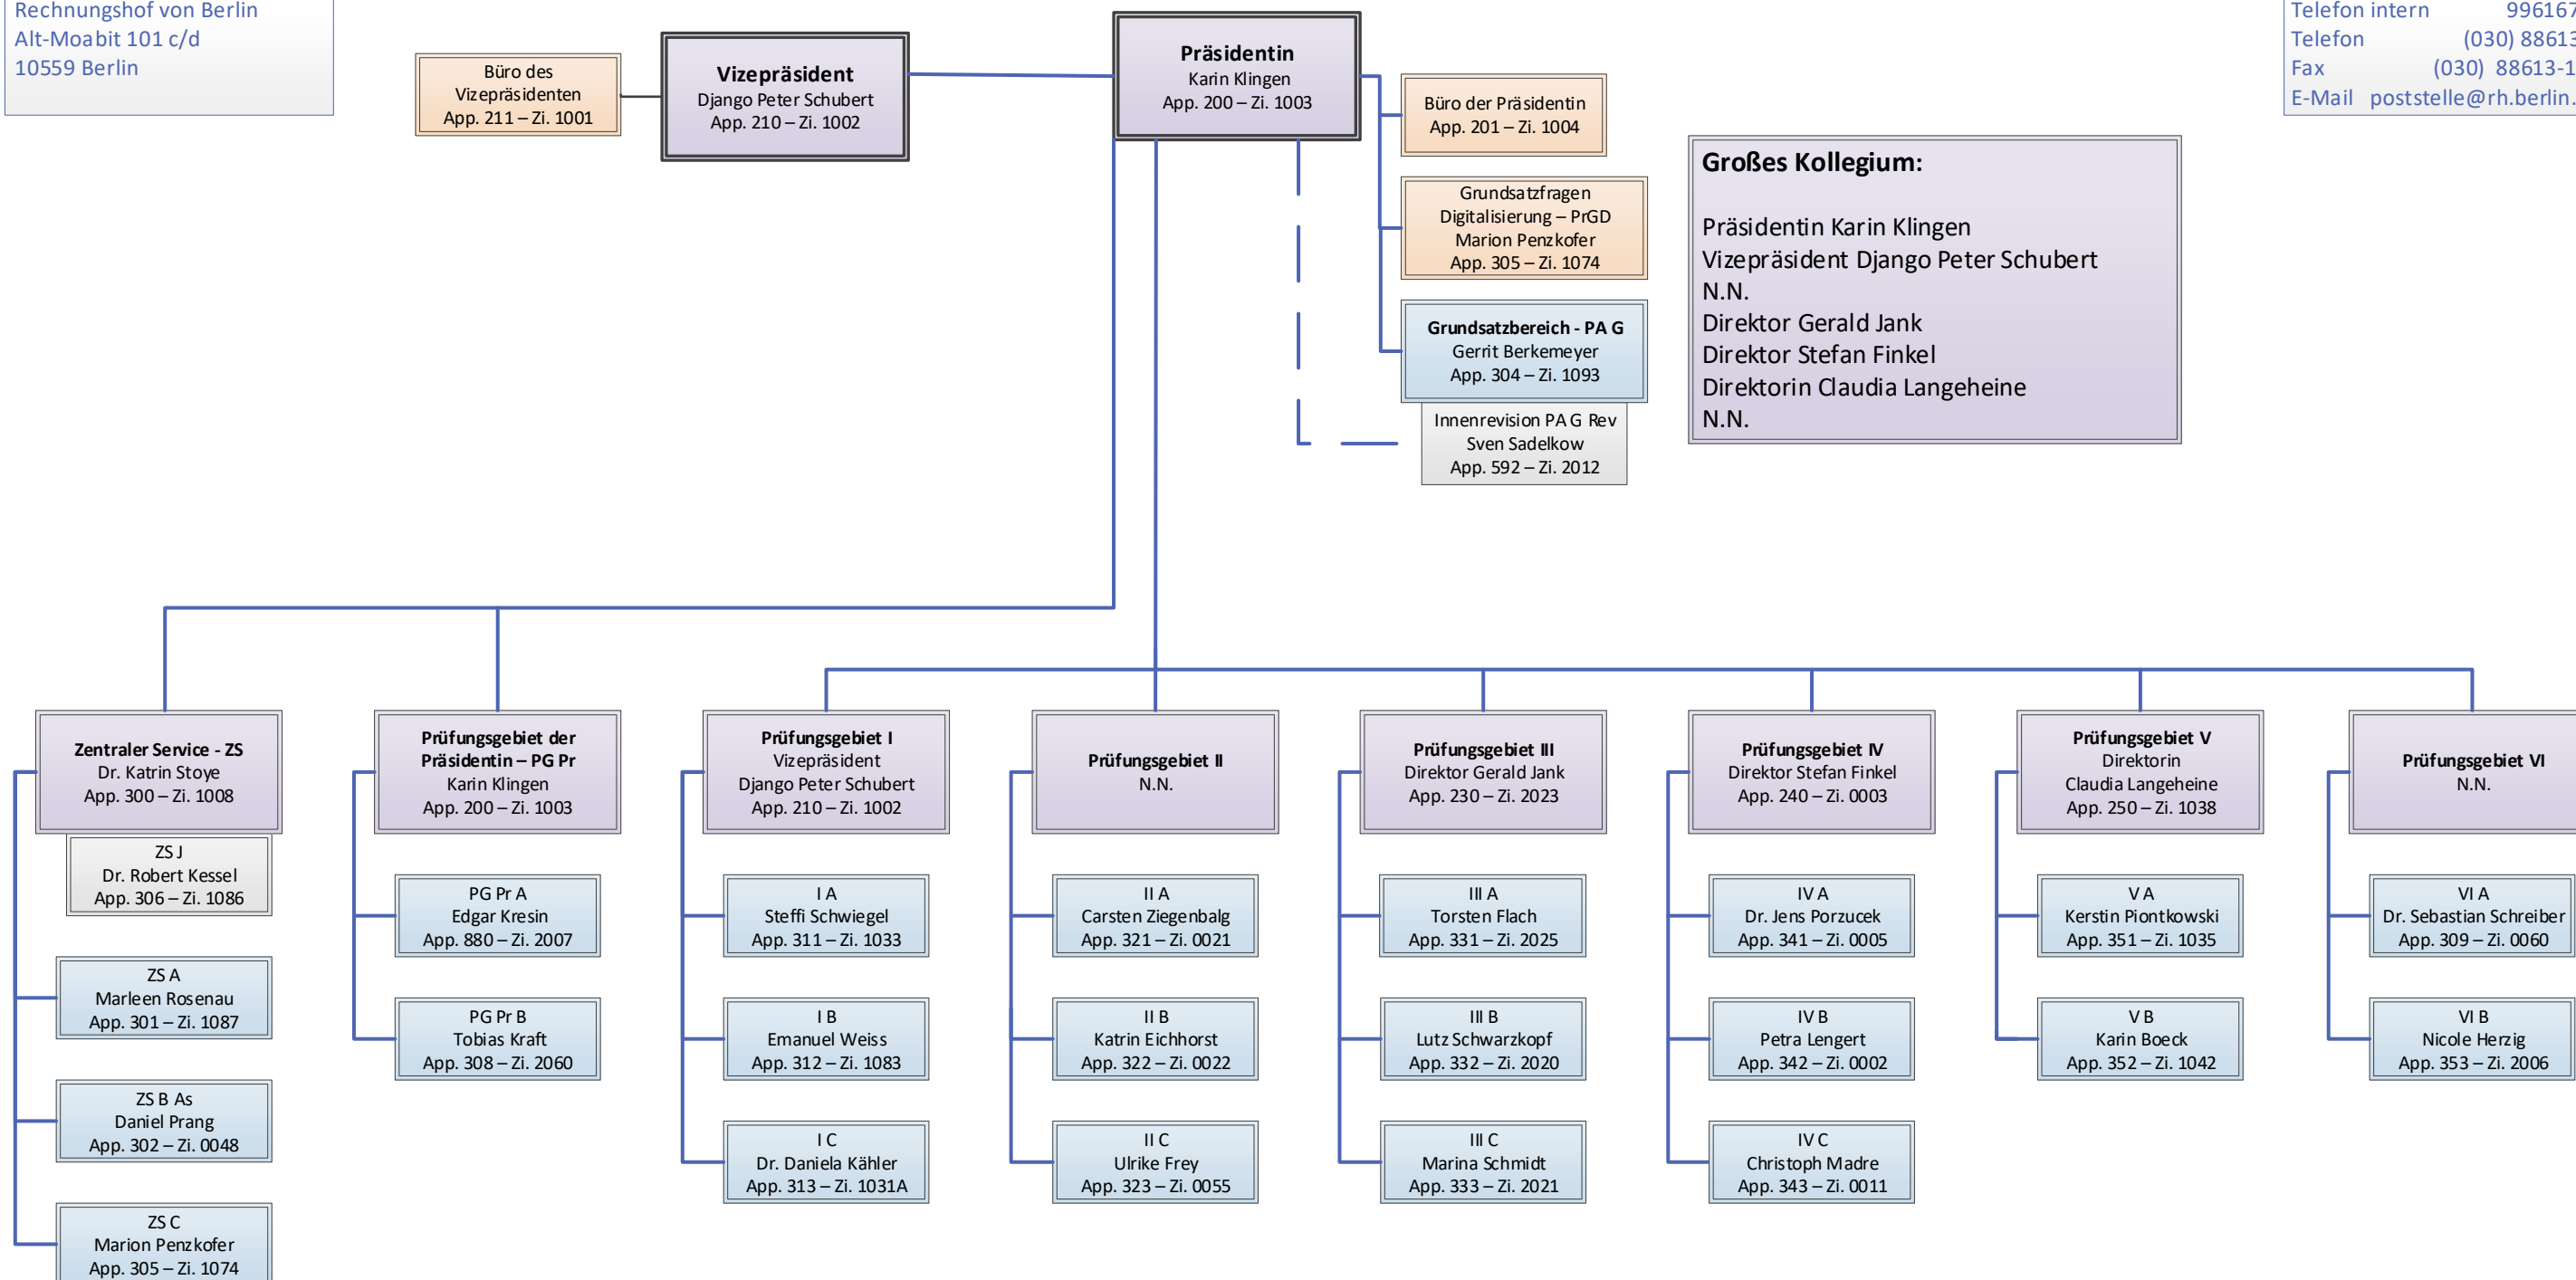 Rechnungshof von Berlin
Alt-Moabit 101 c/d
10559 Berlin
Büro des
Vizepräsidenten
App. 211 – Zi. 1001
Vizepräsident
Django Peter Schubert
App. 210 – Zi. 1002
Präsidentin
Karin Klingen
App. 200 – Zi. 1003
Büro der Präsidentin
App. 201 – Zi. 1004
Grundsatzfragen
Digitalisierung – PrGD
Marion Penzkofer
App. 305 – Zi. 1074
Grundsatzbereich - PA G
Gerrit Berkemeyer
App. 304 – Zi. 1093
Innenrevision PA G Rev
Sven Sadelkow
App. 592 – Zi. 2012
Großes Kollegium:
Präsidentin Karin Klingen
Vizepräsident Django Peter Schubert
N.N.
Direktor Gerald Jank
Direktor Stefan Finkel
Direktorin Claudia Langeheine
N.N.
Telefon intern 996167
Telefon (030) 88613
Fax (030) 88613-1
E-Mail poststelle@rh.berlin.
Zentraler Service - ZS
Dr. Katrin Stoye
App. 300 – Zi. 1008
ZS J
Dr. Robert Kessel
App. 306 – Zi. 1086
ZS A
Marleen Rosenau
App. 301 – Zi. 1087
ZS B As
Daniel Prang
App. 302 – Zi. 0048
ZS C
Marion Penzkofer
App. 305 – Zi. 1074
Prüfungsgebiet der
Präsidentin – PG Pr
Karin Klingen
App. 200 – Zi. 1003
PG Pr A
Edgar Kresin
App. 880 – Zi. 2007
PG Pr B
Tobias Kraft
App. 308 – Zi. 2060
Prüfungsgebiet I
Vizepräsident
Django Peter Schubert
App. 210 – Zi. 1002
I A
Steffi Schwiegel
App. 311 – Zi. 1033
I B
Emanuel Weiss
App. 312 – Zi. 1083
I C
Dr. Daniela Kähler
App. 313 – Zi. 1031A
Prüfungsgebiet II
N.N.
II A
Carsten Ziegenbalg
App. 321 – Zi. 0021
II B
Katrin Eichhorst
App. 322 – Zi. 0022
II C
Ulrike Frey
App. 323 – Zi. 0055
Prüfungsgebiet III
Direktor Gerald Jank
App. 230 – Zi. 2023
III A
Torsten Flach
App. 331 – Zi. 2025
III B
Lutz Schwarzkopf
App. 332 – Zi. 2020
III C
Marina Schmidt
App. 333 – Zi. 2021
Prüfungsgebiet IV
Direktor Stefan Finkel
App. 240 – Zi. 0003
IV A
Dr. Jens Porzucek
App. 341 – Zi. 0005
IV B
Petra Lengert
App. 342 – Zi. 0002
IV C
Christoph Madre
App. 343 – Zi. 0011
Prüfungsgebiet V
Direktorin
Claudia Langeheine
App. 250 – Zi. 1038
V A
Kerstin Piontkowski
App. 351 – Zi. 1035
V B
Karin Boeck
App. 352 – Zi. 1042
Prüfungsgebiet VI
N.N.
VI A
Dr. Sebastian Schreiber
App. 309 – Zi. 0060
VI B
Nicole Herzig
App. 353 – Zi. 2006